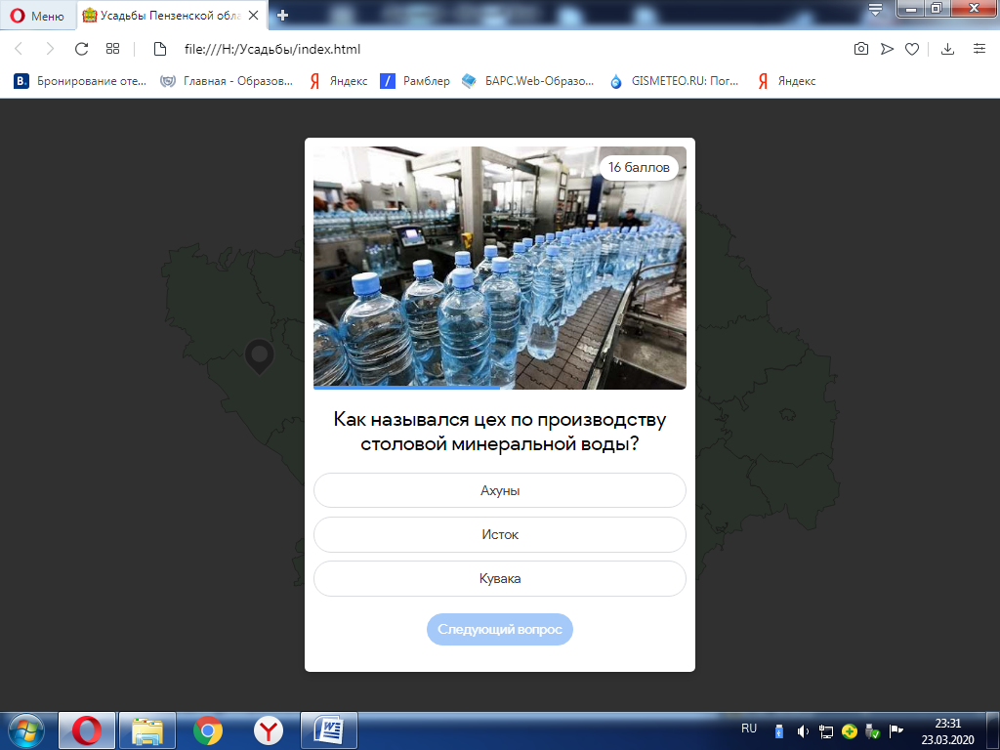 Меню
Усадьбы Пензенской обла
file:///H:/Усадьбы/index.html
Бронирование оте...
Главная - Образов...
Яндекс
Рамблер
БАРС.Web-Образо...
GISMETEO.RU: Пог...
Яндекс
16 баллов
Как назывался цех по производству
столовой минеральной воды?
Ахуны
Исток
Кувака
Следующий вопрос
RU
23:31
23.03.2020